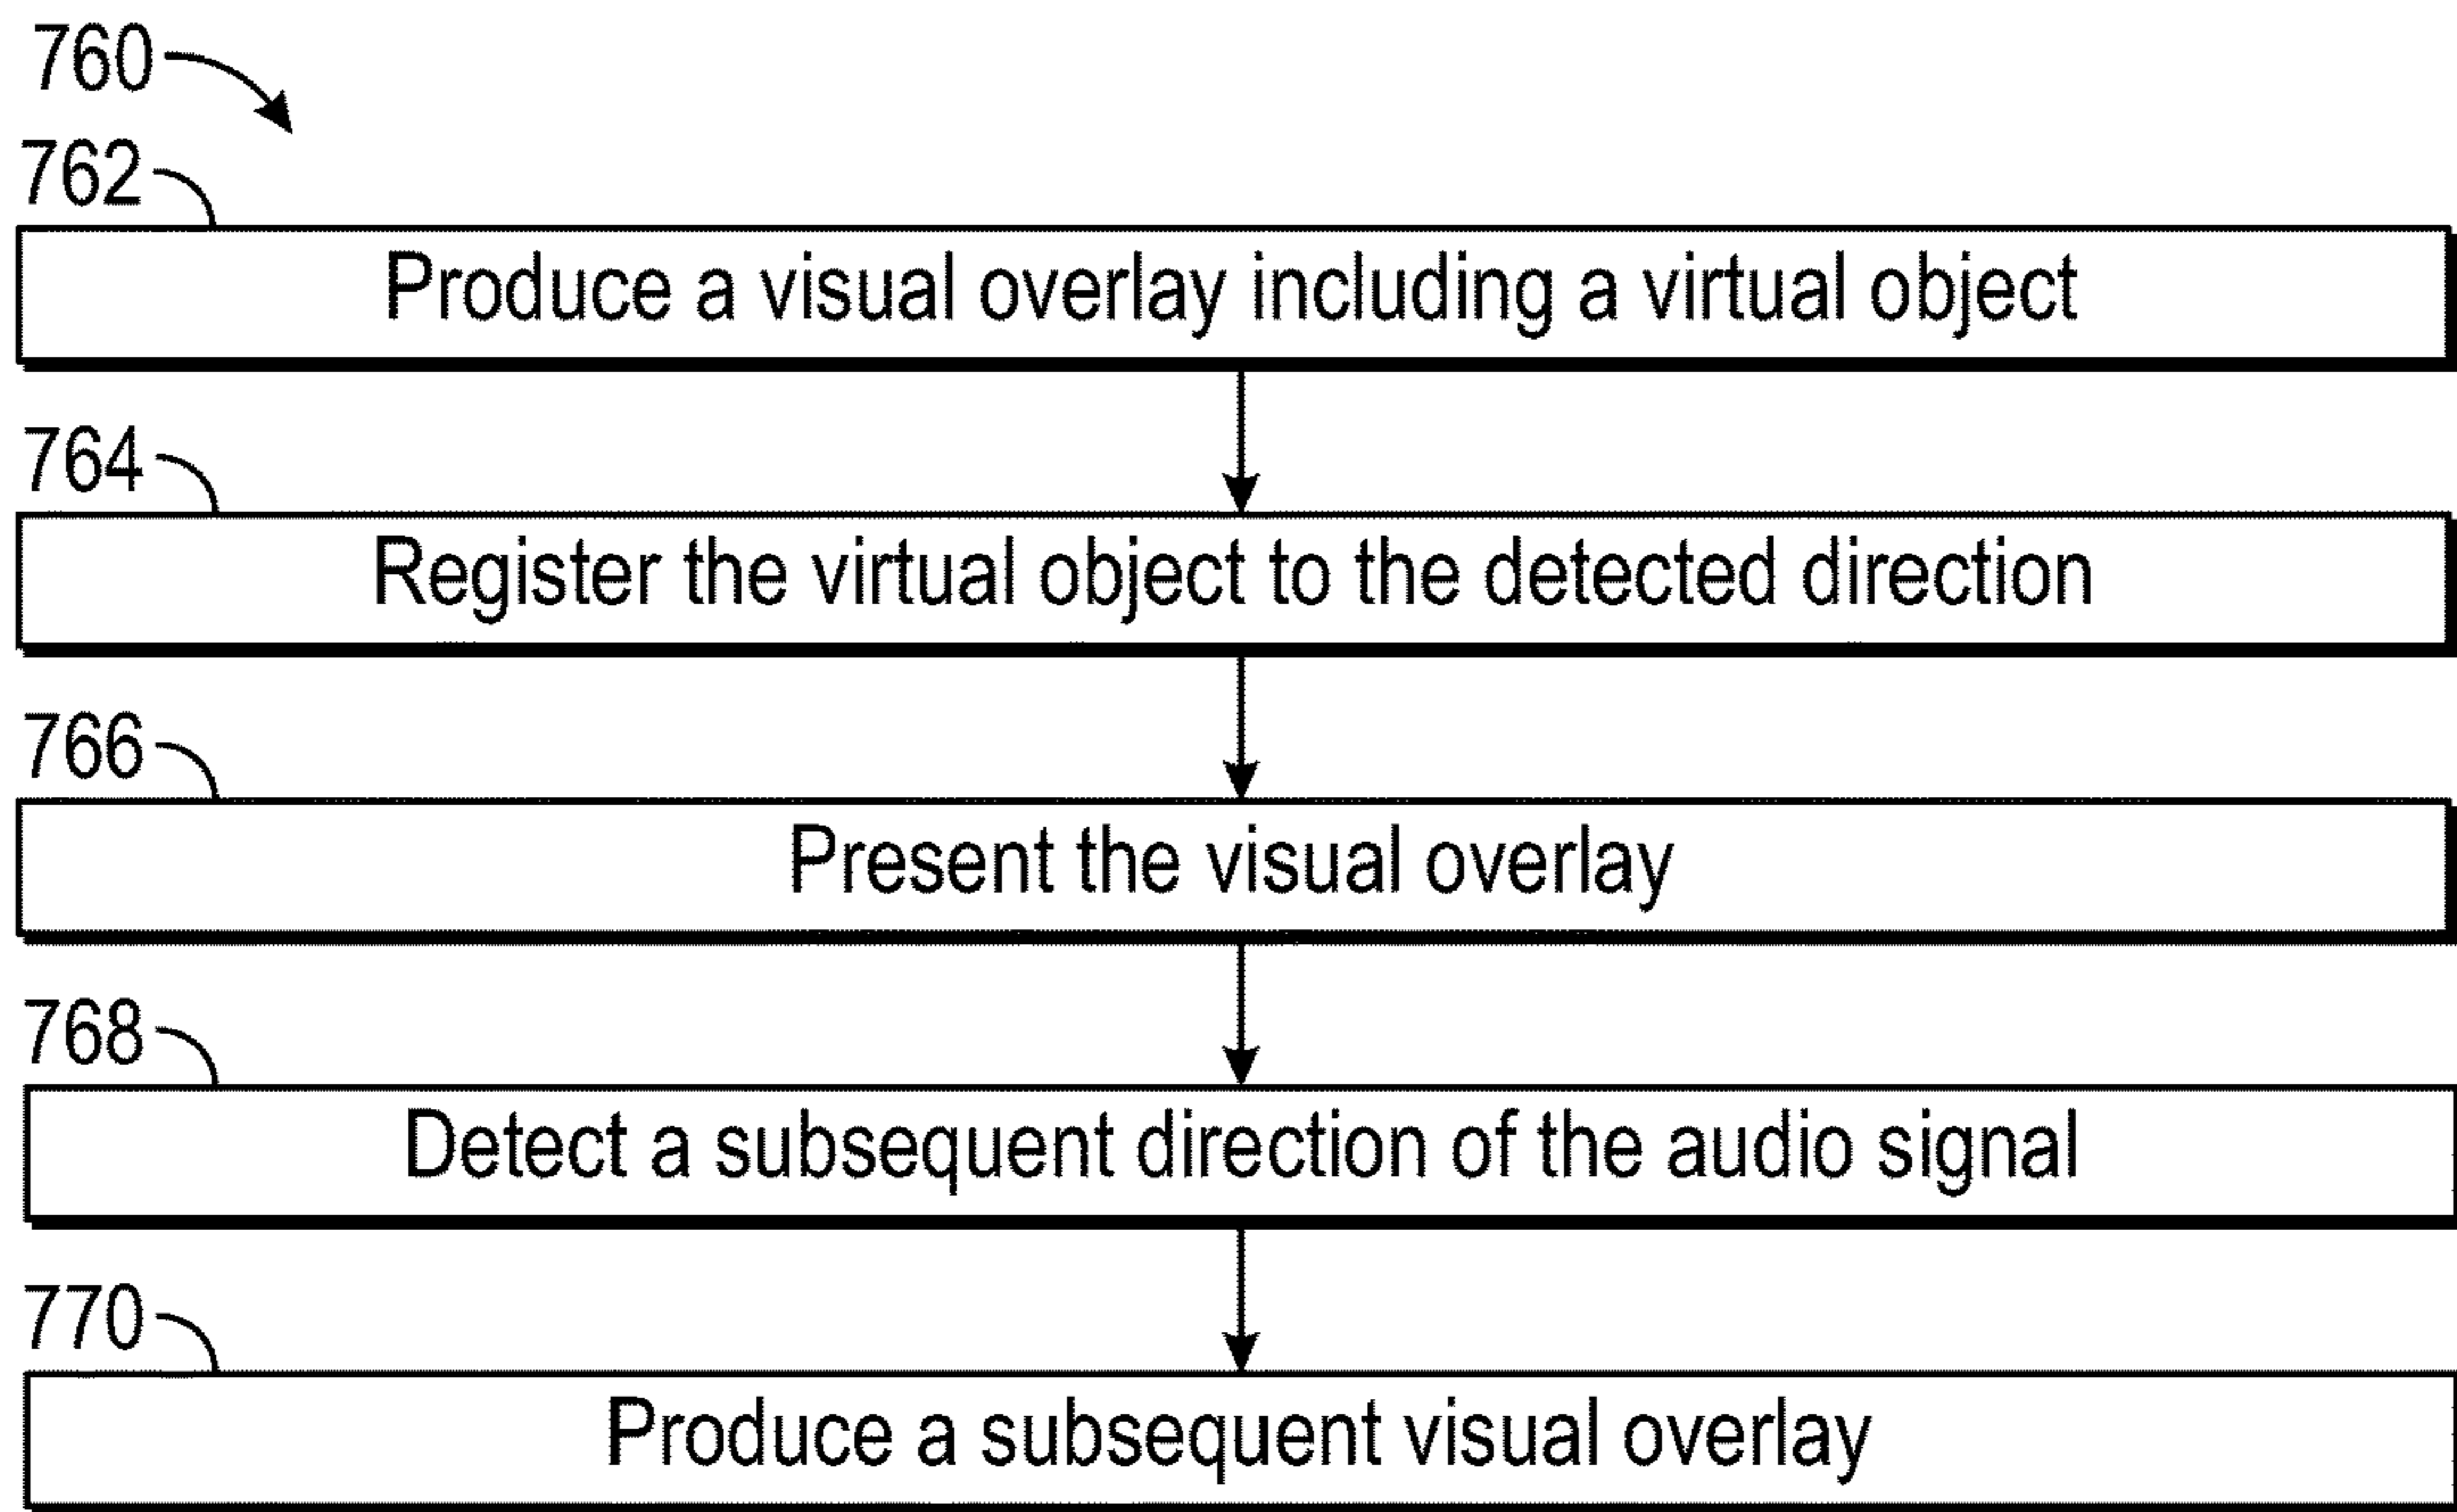 760
762
Produce a visual overlay including a virtual object
764
Register the virtual object to the detected direction
766
Present the visual overlay
768
Detect a subsequent direction of the audio signal
770
Produce a subsequent visual overlay